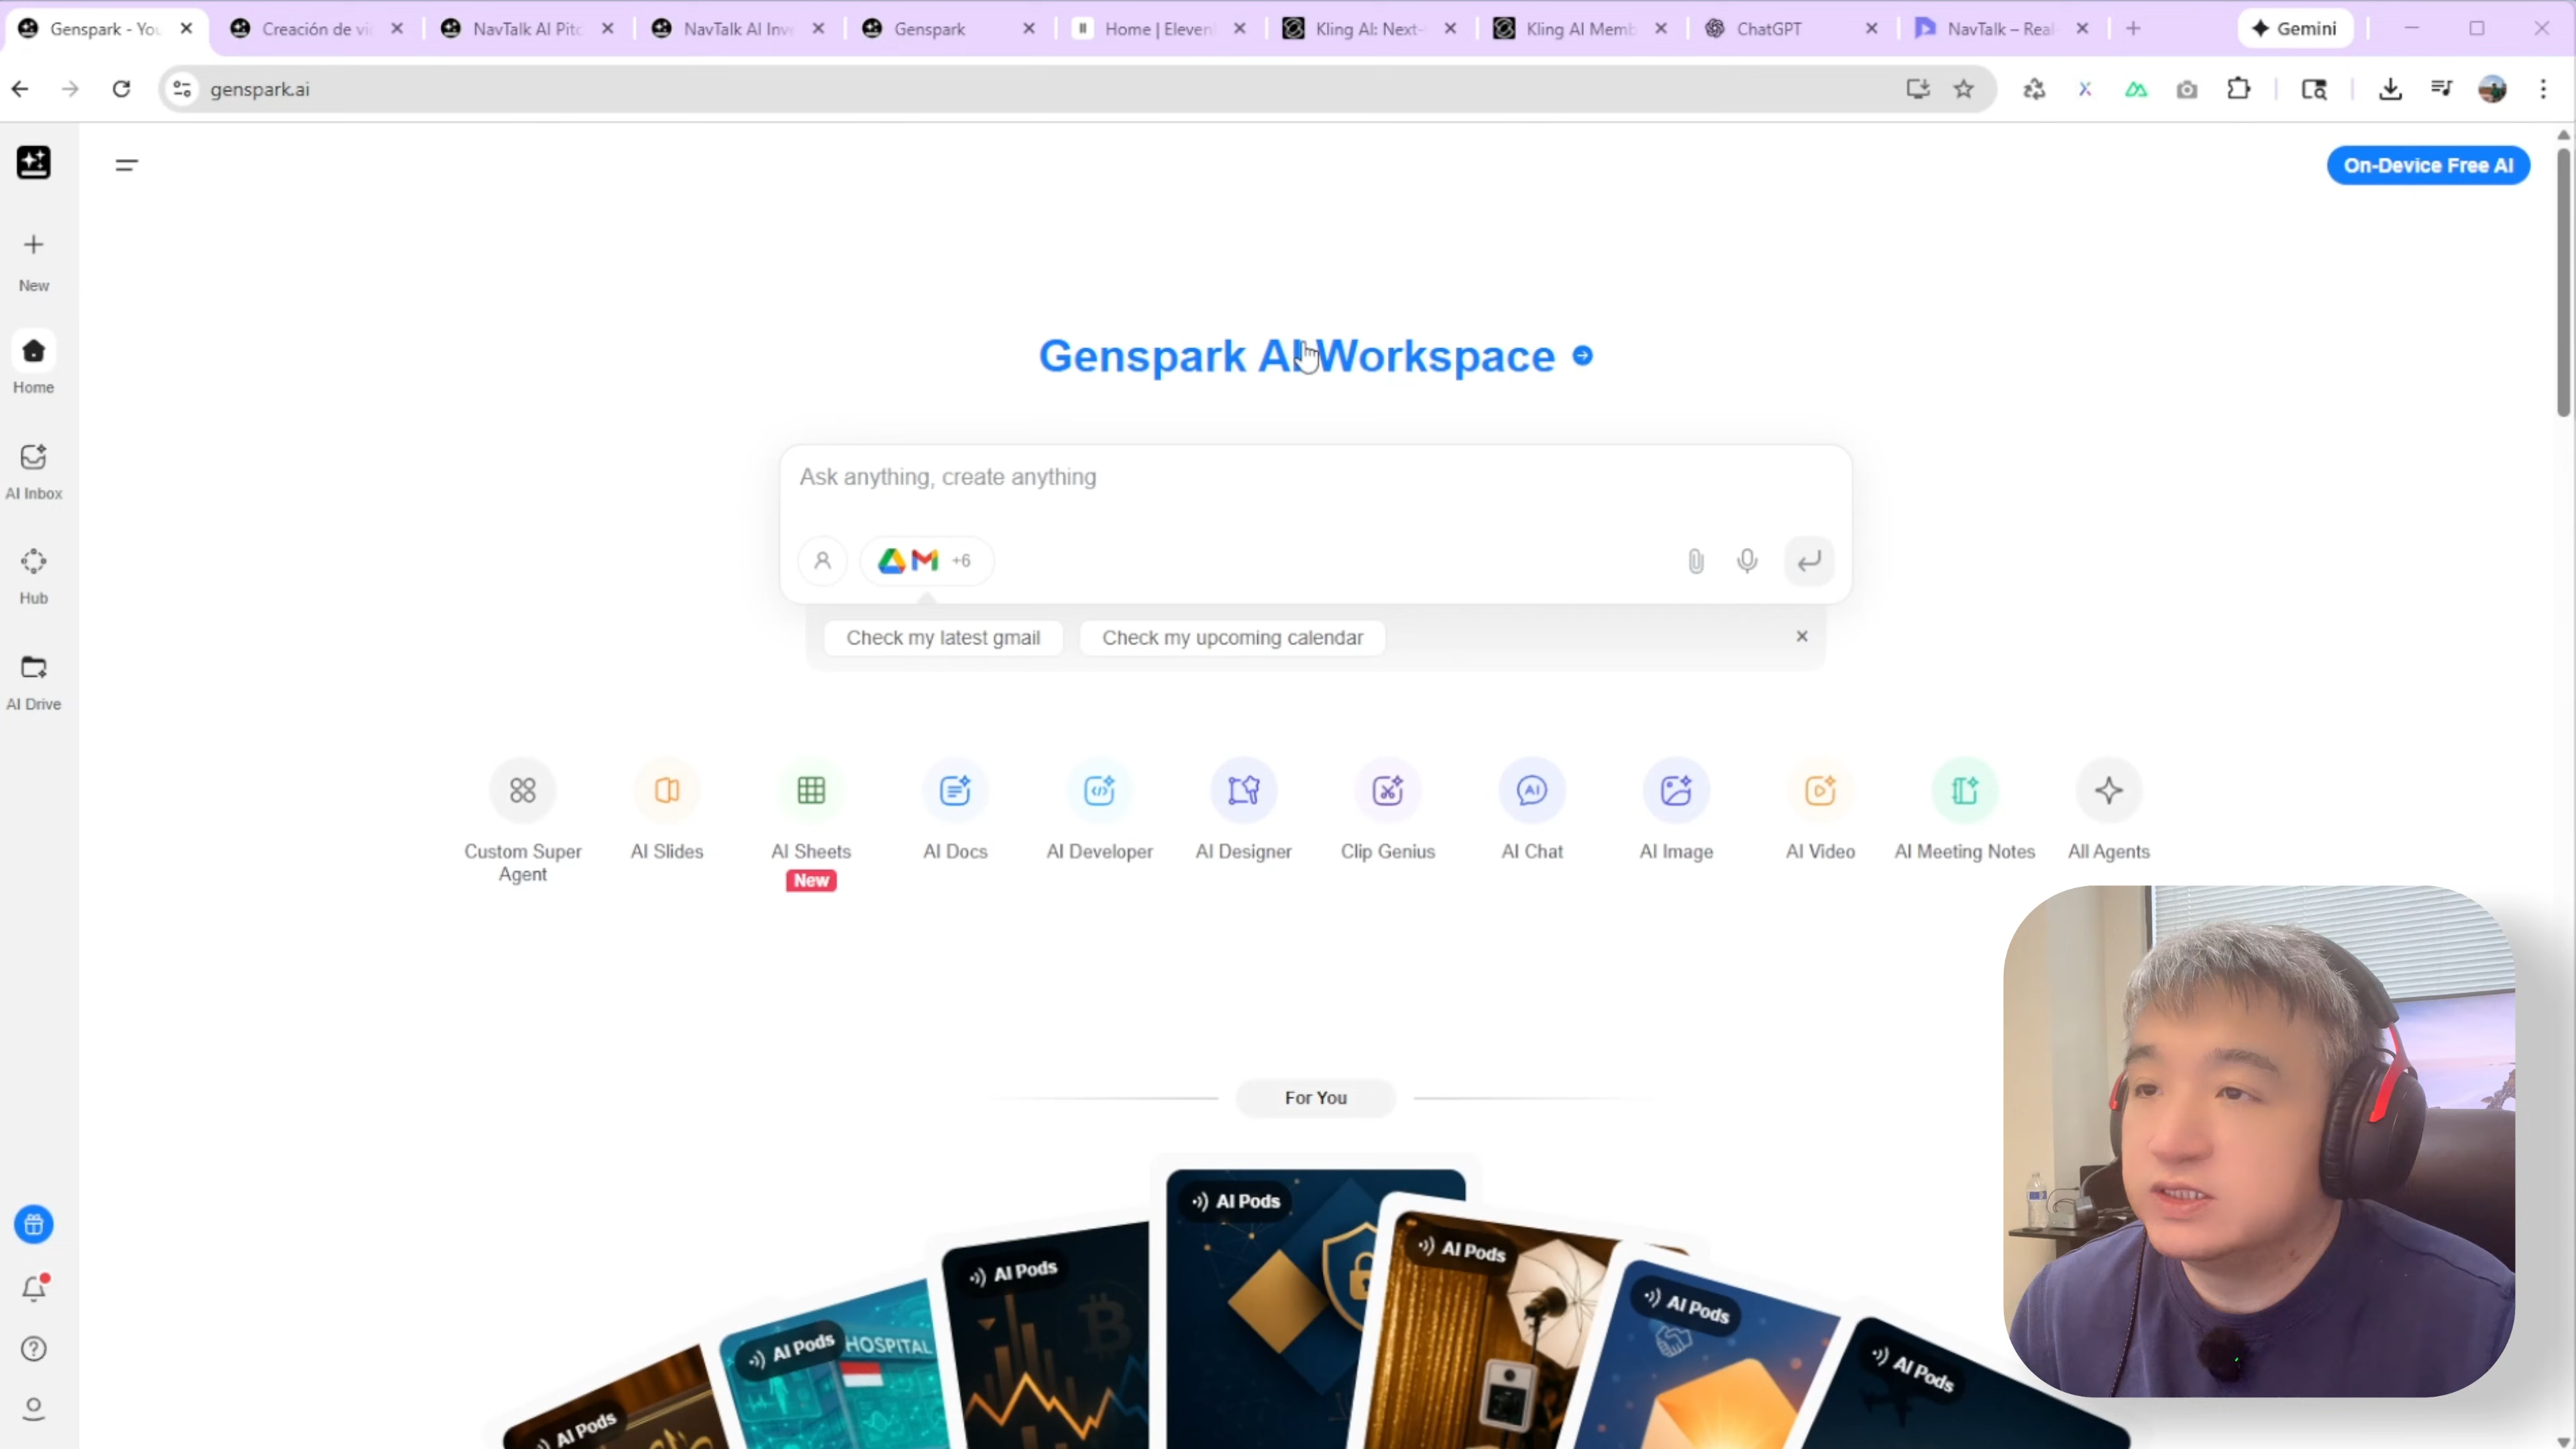 Genspark - You
Creación de vi
NavTalk AI Pitc
NavTalk AI Inv
Genspark
Home | Eleven
Kling AI: Next-
Kling AI Memb
ChatGPT
NavTalk – Real-
Gemini
genspark.ai
On-Device Free AI
New
Home
AI Inbox
Hub
AI Drive
Genspark AI Workspace
Ask anything, create anything
+6
Check my latest gmail
Check my upcoming calendar
Custom Super Agent
AI Slides
AI Sheets
New
AI Docs
AI Developer
AI Designer
Clip Genius
AI Chat
AI Image
AI Video
AI Meeting Notes
All Agents
For You
AI Pods
AI Pods
HOSPITAL
AI Pods
AI Pods
AI Pods
AI Pods
AI Pods